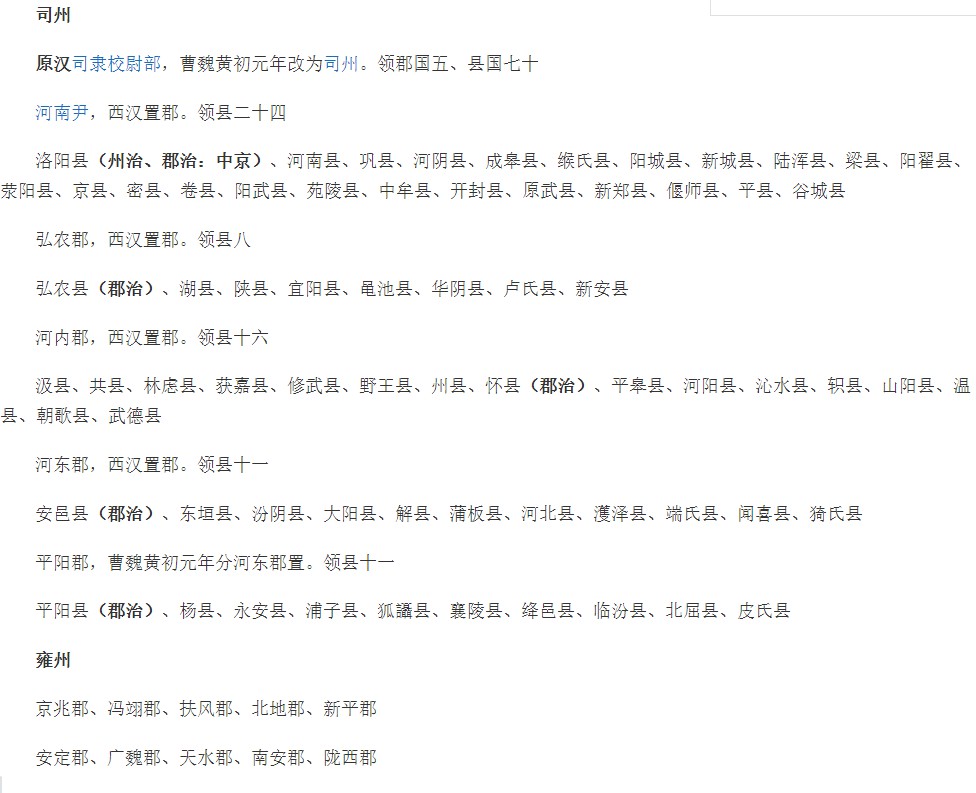 司州
原汉司隶校尉部，曹魏黄初元年改为司州。领郡国五、县国七十
河南尹，西汉置郡。领县二十四
洛阳县（州治、郡治：中京）、河南县、巩县、河阴县、成皋县、缑氏县、阳城县、新城县、陆浑县、梁县、阳翟县、
荥阳县、京县、密县、卷县、阳武县、苑陵县、中牟县、开封县、原武县、新郑县、偃师县、平县、谷城县
弘农郡，西汉置郡。领县八
弘农县（郡治）、湖县、陕县、宜阳县、黾池县、华阴县、卢氏县、新安县
河内郡，西汉置郡。领县十六
汲县、共县、林虑县、获嘉县、修武县、野王县、州县、怀县（郡治）、平皋县、河阳县、沁水县、轵县、山阳县、温
县、朝歌县、武德县
河东郡，西汉置郡。领县十一
安邑县（郡治）、东垣县、汾阴县、大阳县、解县、蒲板县、河北县、濩泽县、端氏县、闻喜县、猗氏县
平阳郡，曹魏黄初元年分河东郡置。领县十一
平阳县（郡治）、杨县、永安县、浦子县、狐讘县、襄陵县、绛邑县、临汾县、北屈县、皮氏县
雍州
京兆郡、冯翊郡、扶风郡、北地郡、新平郡
安定郡、广魏郡、天水郡、南安郡、陇西郡